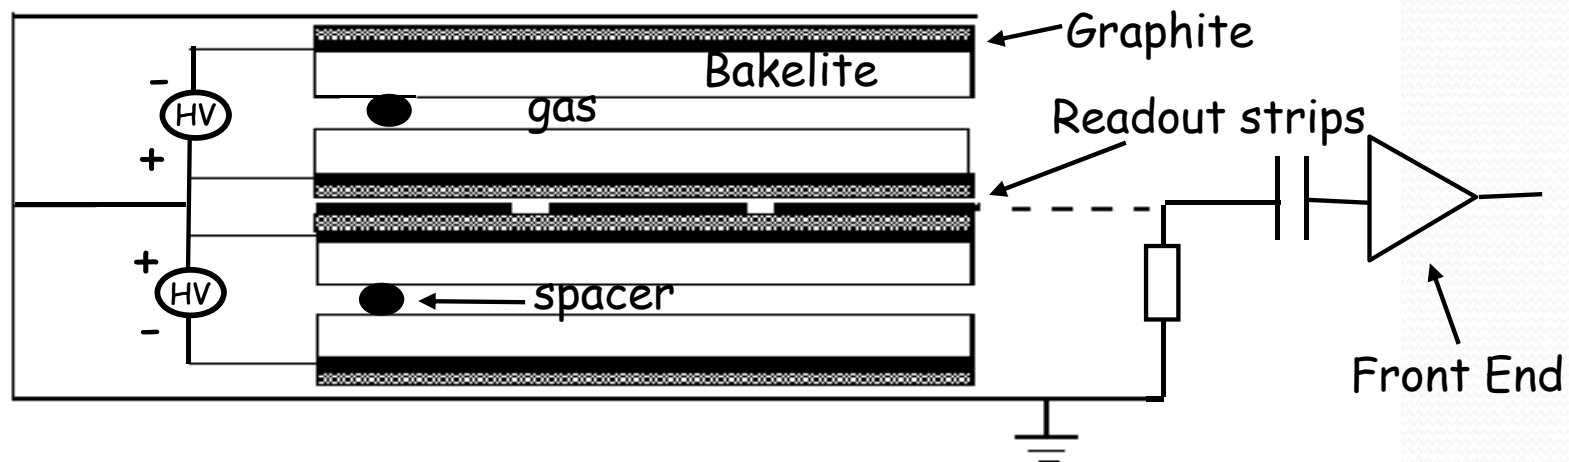 Graphite
Bakelite
-
HV
gas
Readout strips
+
+
HV
spacer
-
Front End